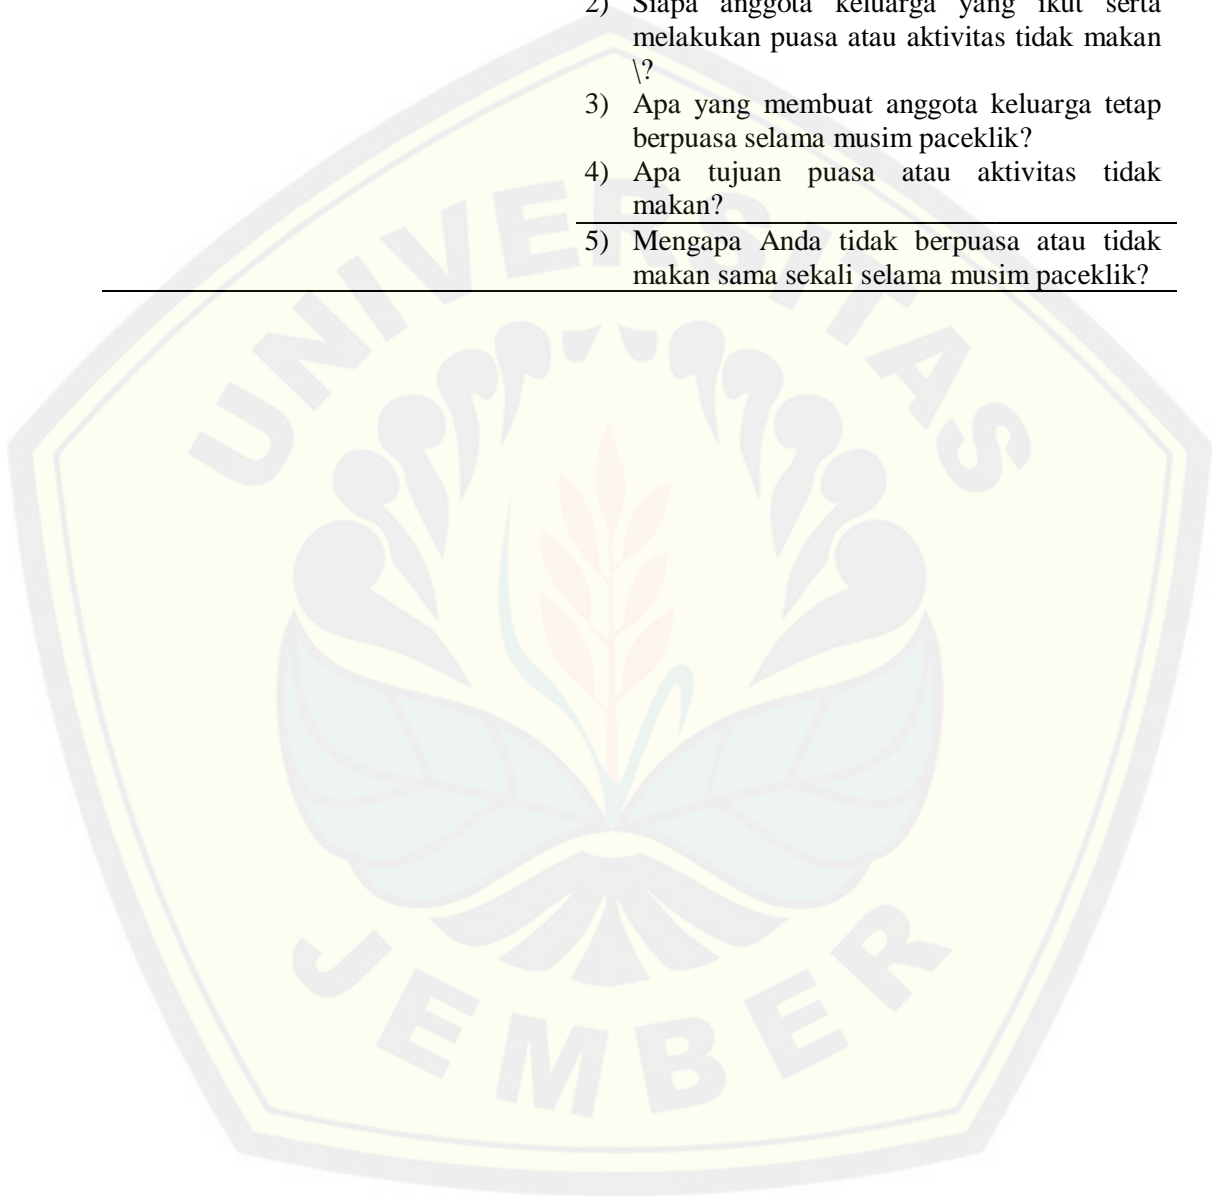 2) Siapa anggota keluarga yang ikut serta
melakukan puasa atau aktivitas tidak makan
\?
3) Apa yang membuat anggota keluarga tetap
berpuasa selama musim paceklik?
4) Apa tujuan puasa atau aktivitas tidak
makan?
5) Mengapa Anda tidak berpuasa atau tidak
makan sama sekali selama musim paceklik?
UNIVERSITAS
JEMBER